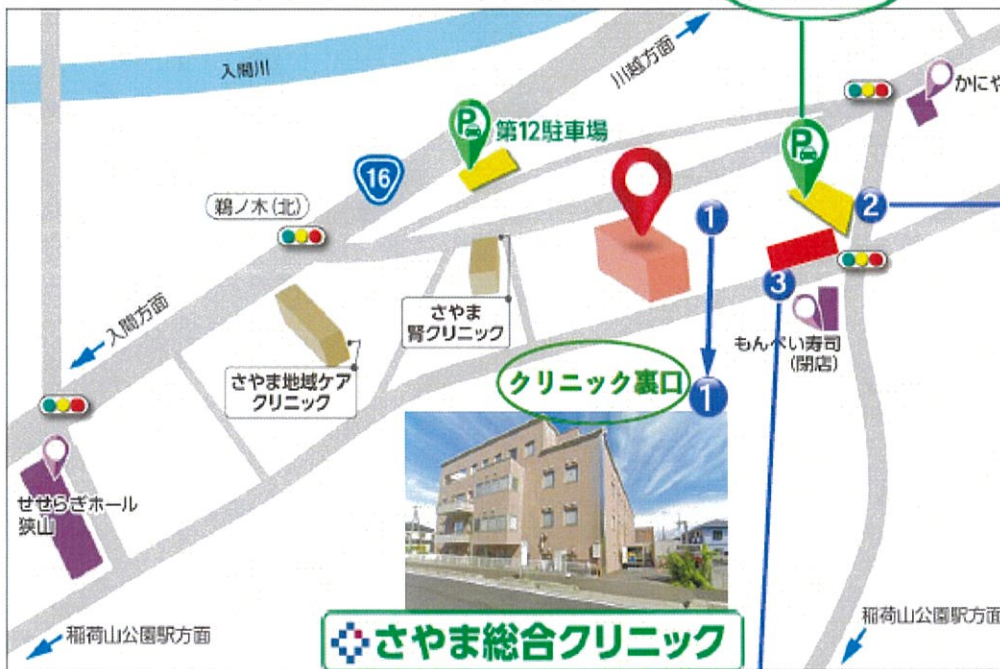 入間川
川越方面
かにや
P
第12駐車場
P
16
鵜ノ木(北)
1
2
入間方面
さやま
腎クリニック
3
もんぺい寿司
(閉店)
さやま地域ケア
クリニック
クリニック裏口
1
せせらぎホール
狭山
稲荷山公園駅方面
さやま総合クリニック
稲荷山公園駅方面